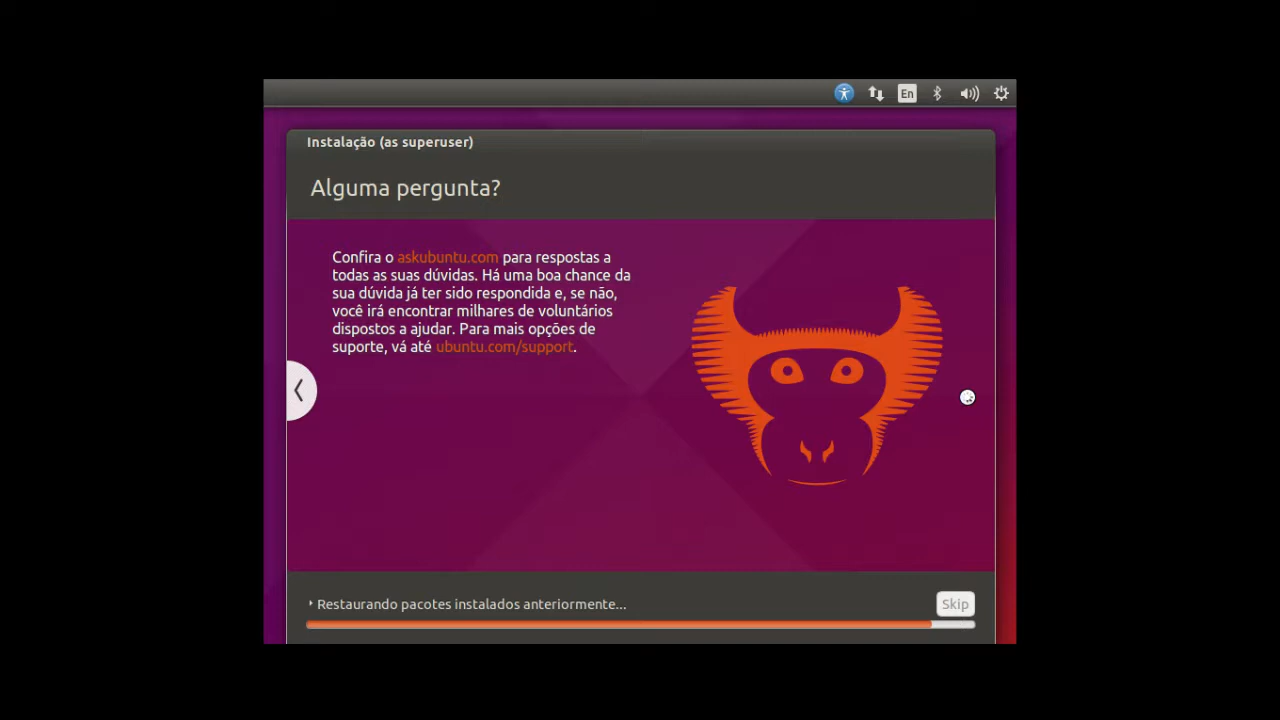 En
Instalação (as superuser)
Alguma pergunta?
Confira o askubuntu.com para respostas a
todas as suas dúvidas. Há uma boa chance da
sua dúvida já ter sido respondida e, se não,
você irá encontrar milhares de voluntários
dispostos a ajudar. Para mais opções de
suporte, vá até ubuntu.com/support.
Restaurando pacotes instalados anteriormente...
Skip